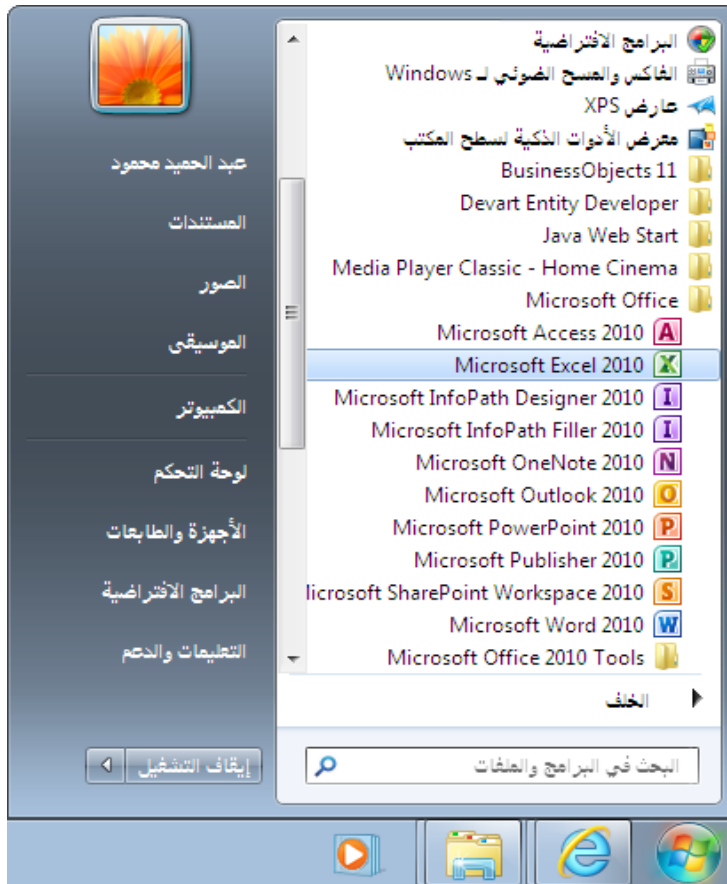 البرامج الافتراضية
الفاكس والمسح الضوئي لـ Windows
عارض XPS
معرض الأدوات الذكية لسطح المكتب
BusinessObjects 11
Devart Entity Developer
Java Web Start
Media Player Classic - Home Cinema
Microsoft Office
Microsoft Access 2010
Microsoft Excel 2010
Microsoft InfoPath Designer 2010
Microsoft InfoPath Filler 2010
Microsoft OneNote 2010
Microsoft Outlook 2010
Microsoft PowerPoint 2010
Microsoft Publisher 2010
licrosoft SharePoint Workspace 2010
Microsoft Word 2010
Microsoft Office 2010 Tools
الخلف
البحث في البرامج والملفات
عبد الحميد محمود
المستندات
الصور
الموسيقى
الكمبيوتر
لوحة التحكم
الأجهزة والطابعات
البرامج الافتراضية
التعليمات والدعم
إيقاف التشغيل